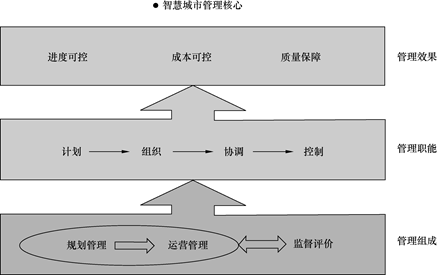 ● 智慧城市管理核心
进度可控 成本可控 质量保障 管理效果
计划 组织 协调 控制 管理职能
规划管理 运营管理 监督评价 管理组成